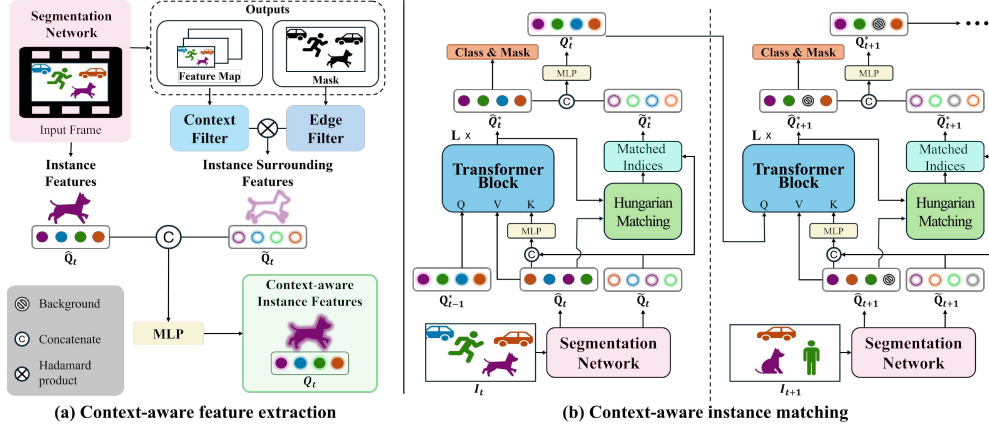 Segmentation
Network
Input Frame
Outputs
Feature Map
Mask
Context
Filter
Edge
Filter
Instance
Features
Instance Surrounding
Features
C
Q̂t
Q̃t
Background
C Concatenate
Hadamard
product
MLP
Context-aware
Instance Features
Qt
(a) Context-aware feature extraction
Q*t
Class & Mask
MLP
C
Q̂*t
Q̃*t
L ×
Transformer
Block
Q V K
Matched
Indices
Hungarian
Matching
MLP
C
Q*t−1
Q̂t
Q̃t
It
Segmentation
Network
Q*t+1
Class & Mask
MLP
C
Q̂*t+1
Q̃*t+1
L ×
Transformer
Block
Q V K
Matched
Indices
Hungarian
Matching
MLP
C
Q̂t+1
Q̃t+1
It+1
Segmentation
Network
(b) Context-aware instance matching